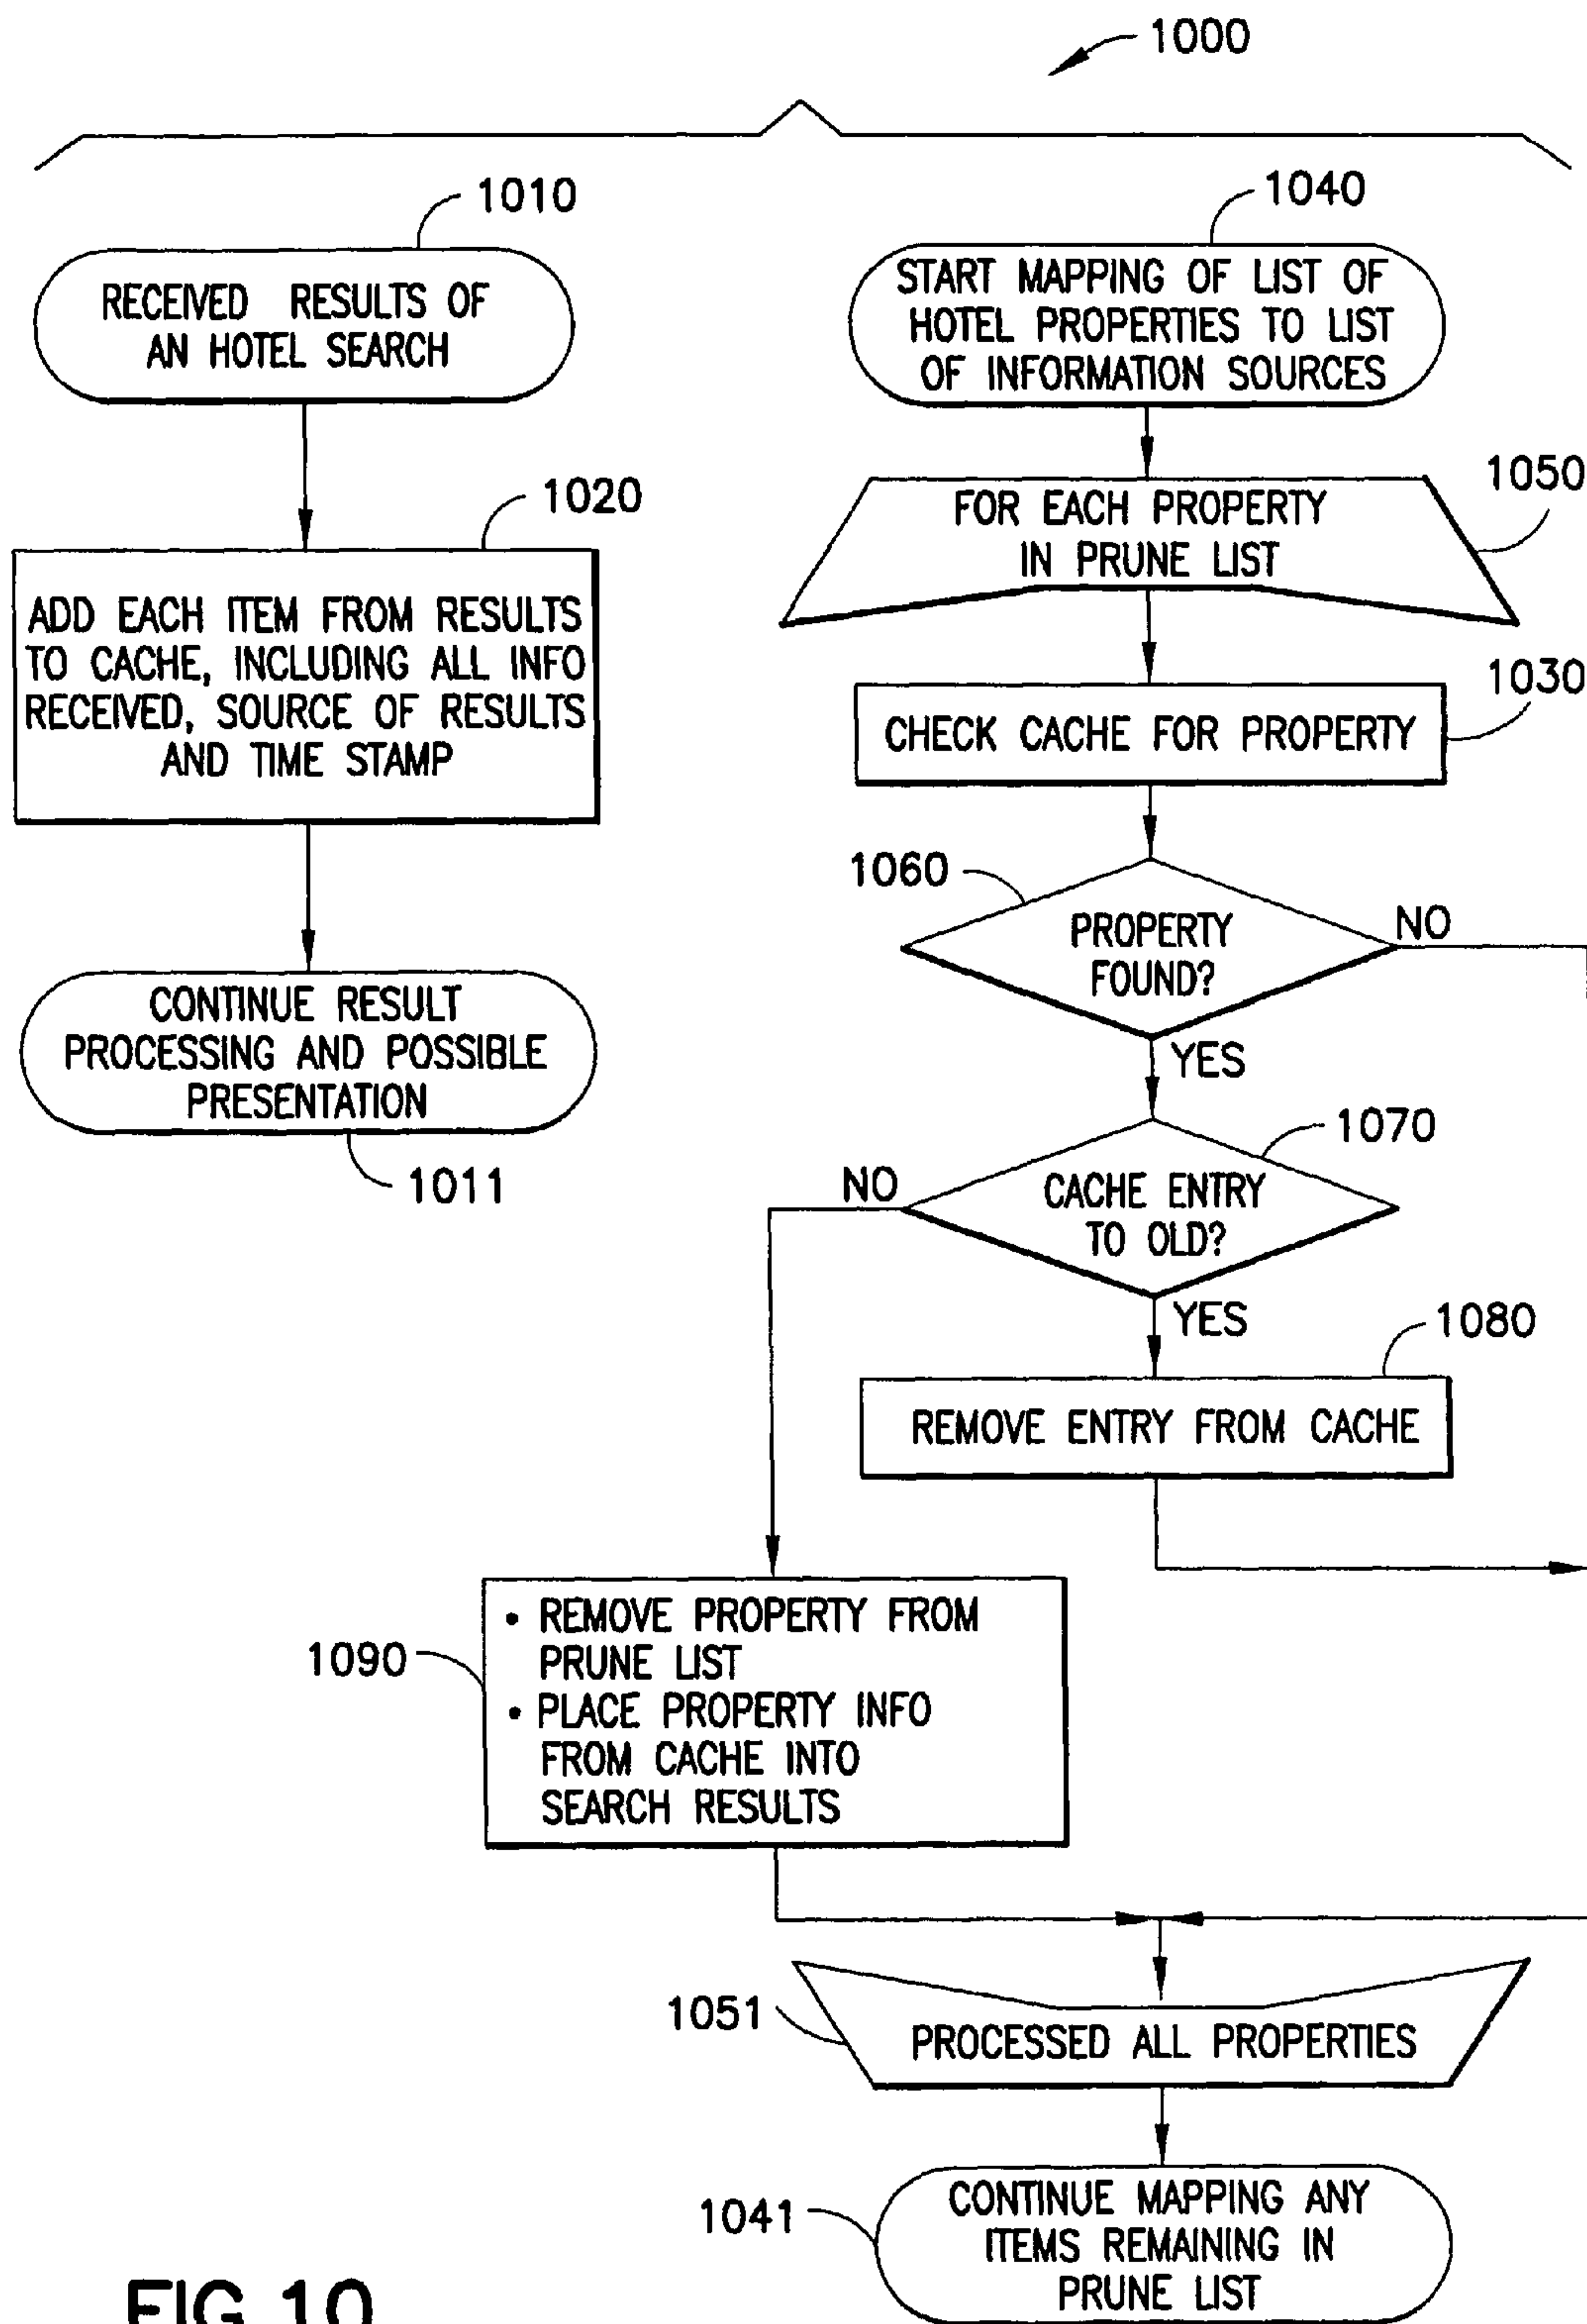 1000
1010
RECEIVED RESULTS OF
AN HOTEL SEARCH
1020
ADD EACH ITEM FROM RESULTS
TO CACHE, INCLUDING ALL INFO
RECEIVED, SOURCE OF RESULTS
AND TIME STAMP
CONTINUE RESULT
PROCESSING AND POSSIBLE
PRESENTATION
1011
1040
START MAPPING OF LIST OF
HOTEL PROPERTIES TO LIST
OF INFORMATION SOURCES
1050
FOR EACH PROPERTY
IN PRUNE LIST
1030
CHECK CACHE FOR PROPERTY
1060
PROPERTY
FOUND?
NO
YES
1070
CACHE ENTRY
TO OLD?
NO
YES
1080
REMOVE ENTRY FROM CACHE
1090
• REMOVE PROPERTY FROM
PRUNE LIST
• PLACE PROPERTY INFO
FROM CACHE INTO
SEARCH RESULTS
1051
PROCESSED ALL PROPERTIES
1041
CONTINUE MAPPING ANY
ITEMS REMAINING IN
PRUNE LIST
FIG 10